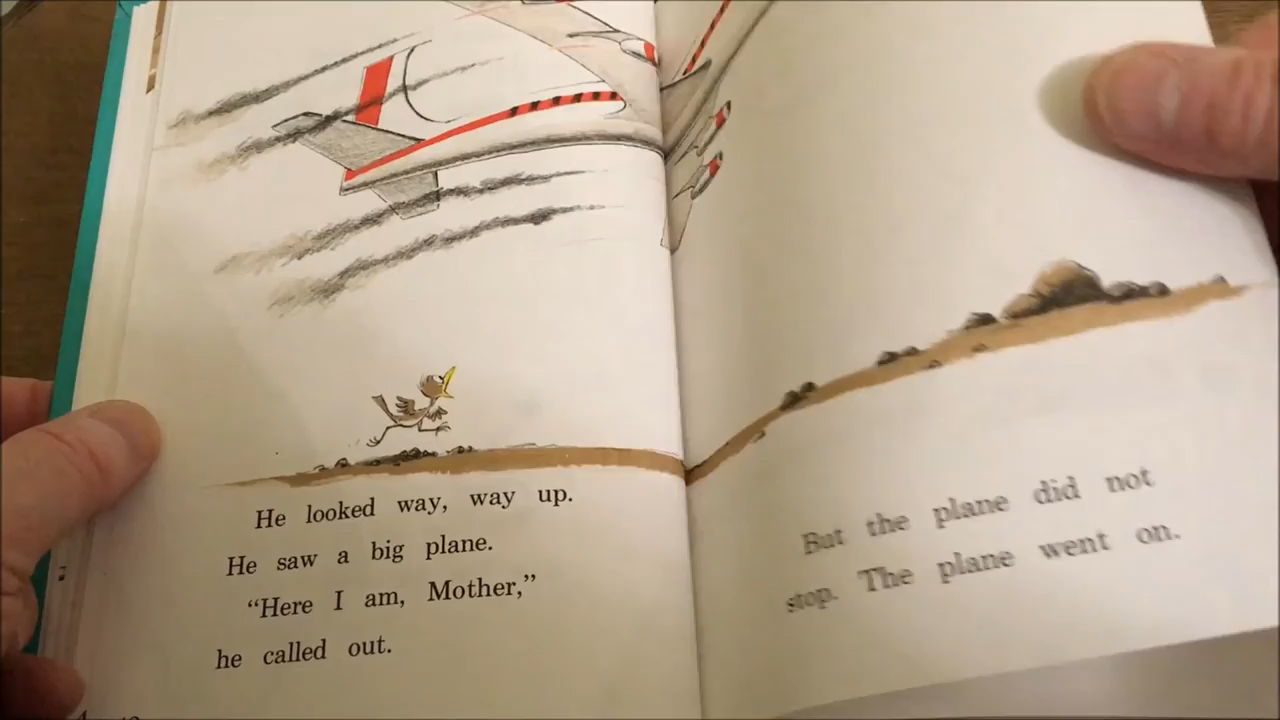 He looked way, way up.
He saw a big plane.
“Here I am, Mother,”
he called out.
But the plane did not
stop. The plane went on.